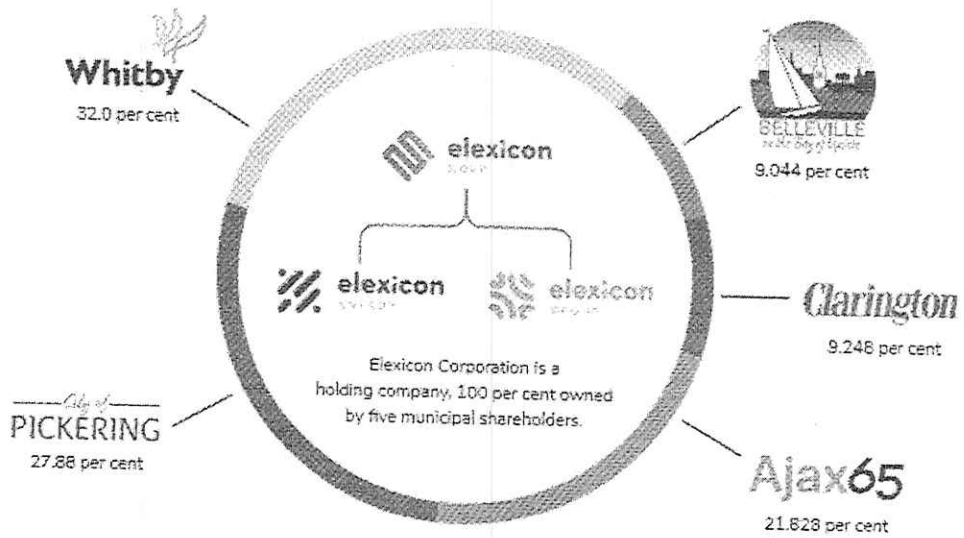 Whitby
32.0 per cent
BELLEVILLE
9.044 per cent
elexicon
elexicon
elexicon
Clarington
9.248 per cent
Elexicon Corporation is a
holding company, 100 per cent owned
by five municipal shareholders.
City of
PICKERING
27.88 per cent
Ajax65
21.828 per cent